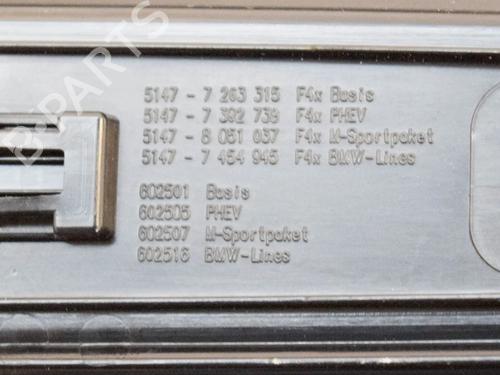 5147 - 7 263 315 F4x Basis
5147 - 7 392 739 F4x PHEV
5147 - 8 051 037 F4x M-Sportpaket
5147 - 7 454 945 F4x BMW-Lines
602501 Basis
602505 PHEV
602507 M-Sportpaket
602516 BMW-Lines